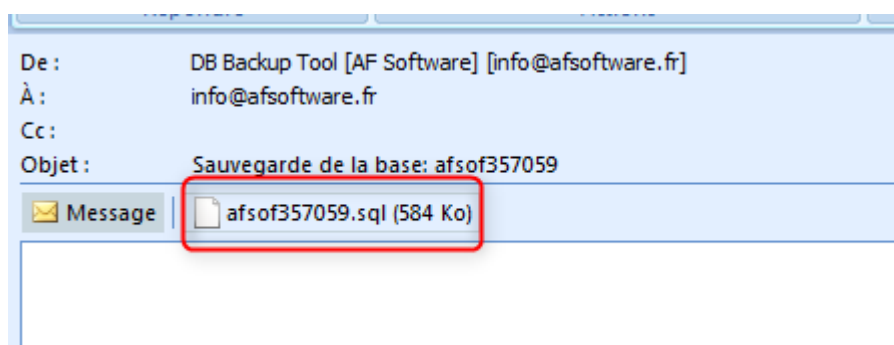 De : DB Backup Tool [AF Software] [info@afsoftware.fr]
À : info@afsoftware.fr
Cc :
Objet : Sauvegarde de la base: afsof357059
Message afsof357059.sql (584 Ko)